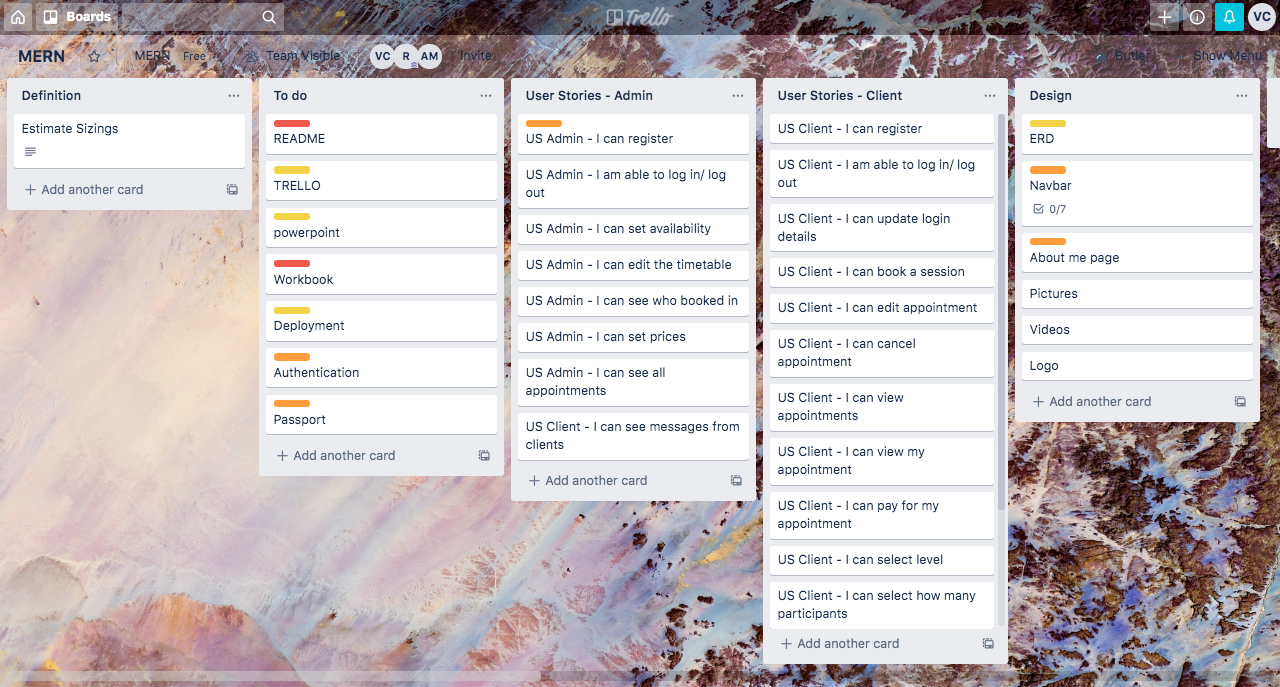 Boards
Trello
VC
MERN
MERN
Free
Team Visible
VC
R
AM
Invite
Butler
Show Menu
Definition
Estimate Sizings
Add another card
To do
README
TRELLO
powerpoint
Workbook
Deployment
Authentication
Passport
Add another card
User Stories - Admin
US Admin - I can register
US Admin - I am able to log in/ log
out
US Admin - I can set availability
US Admin - I can edit the timetable
US Admin - I can see who booked in
US Admin - I can set prices
US Admin - I can see all
appointments
US Client - I can see messages from
clients
Add another card
User Stories - Client
US Client - I can register
US Client - I am able to log in/ log
out
US Client - I can update login
details
US Client - I can book a session
US Client - I can edit appointment
US Client - I can cancel
appointment
US Client - I can view
appointments
US Client - I can view my
appointment
US Client - I can pay for my
appointment
US Client - I can select level
US Client - I can select how many
participants
Add another card
Design
ERD
Navbar
0/7
About me page
Pictures
Videos
Logo
Add another card